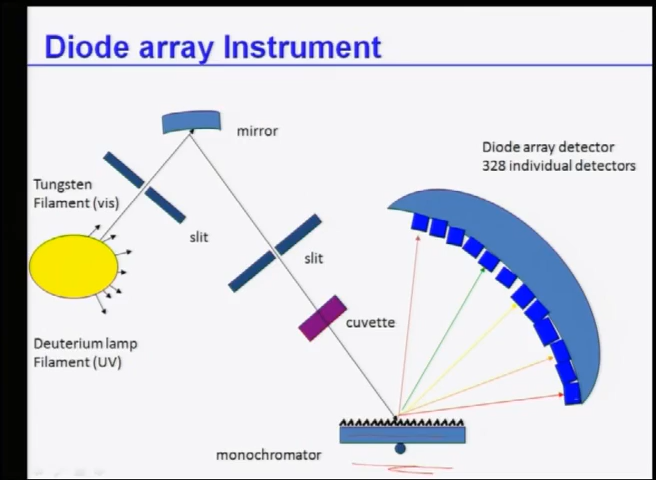 Diode array Instrument
mirror
Diode array detector
328 individual detectors
Tungsten
Filament (vis)
slit
slit
cuvette
Deuterium lamp
Filament (UV)
monochromator